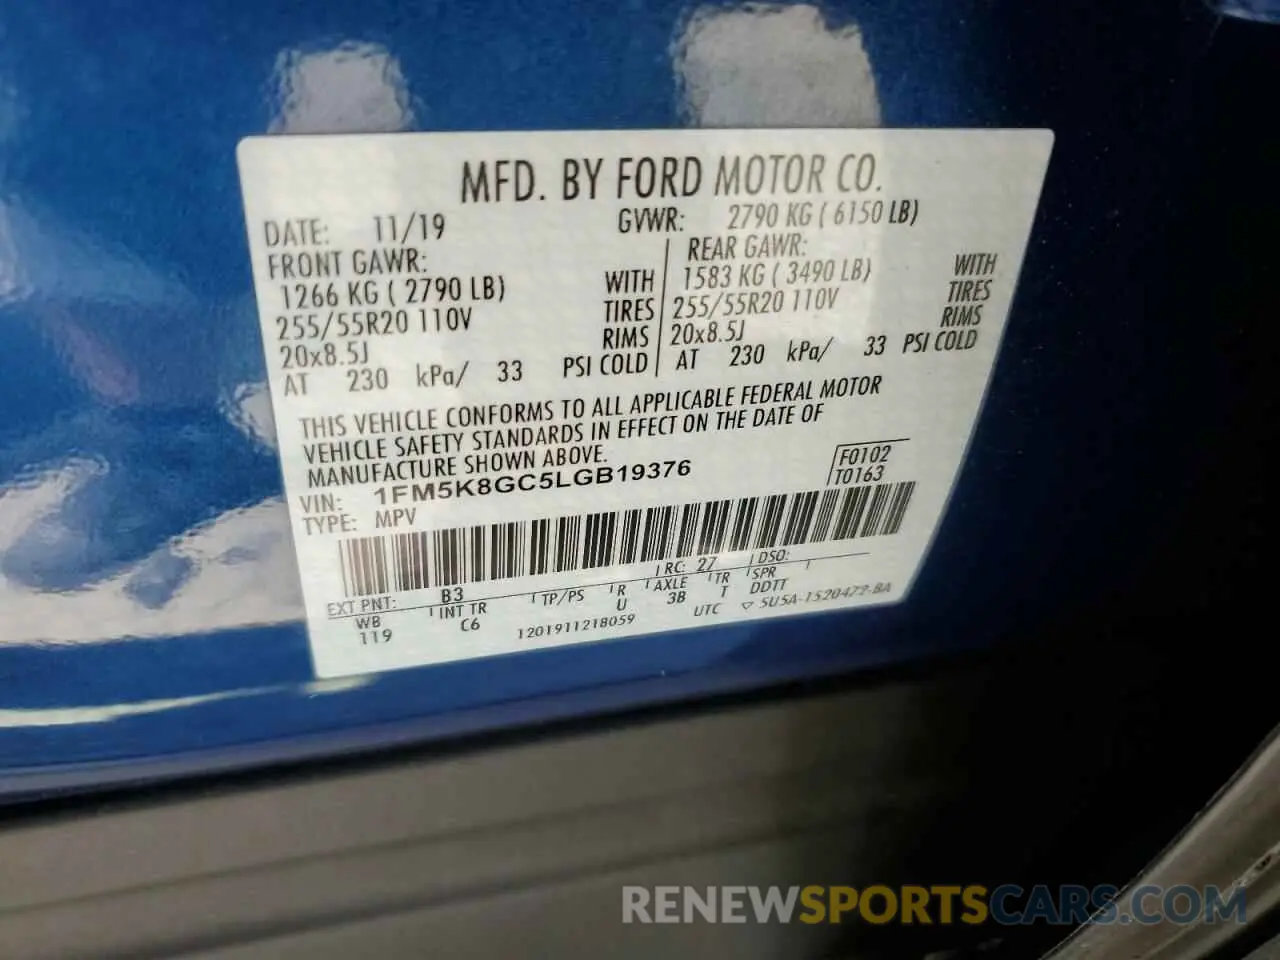 MFD. BY FORD MOTOR CO.
DATE: 11/19 GVWR: 2790 KG ( 6150 LB)
FRONT GAWR: REAR GAWR:
1266 KG ( 2790 LB) WITH 1583 KG ( 3490 LB) WITH
255/55R20 110V TIRES 255/55R20 110V TIRES
20x8.5J RIMS 20x8.5J RIMS
AT 230 kPa/ 33 PSI COLD AT 230 kPa/ 33 PSI COLD
THIS VEHICLE CONFORMS TO ALL APPLICABLE FEDERAL MOTOR
VEHICLE SAFETY STANDARDS IN EFFECT ON THE DATE OF
MANUFACTURE SHOWN ABOVE.
VIN: 1FM5K8GC5LGB19376 F0102
TYPE: MPV T0163
EXT PNT: B3 RC: 27 DSO:
WB INT TR TP/PS R AXLE TR SPR
119 C6 U 3B T DDTT
1201911218059 UTC ▽ 5U5A-1520472-BA
RENEWSPORTSCARS.COM